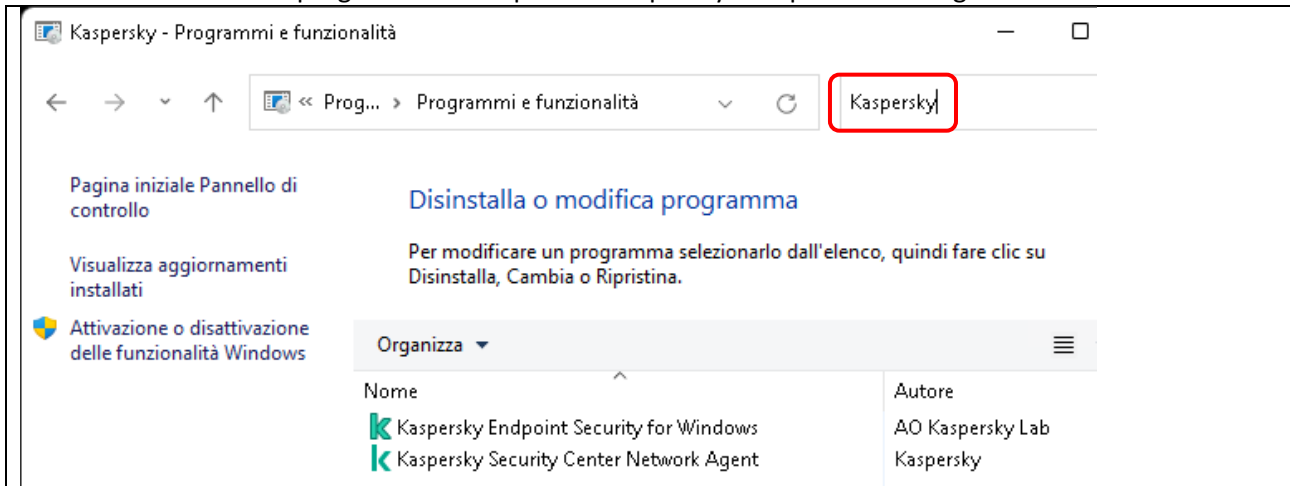 Kaspersky - Programmi e funzionalità
« Prog... › Programmi e funzionalità
Kaspersky
Pagina iniziale Pannello di
controllo
Visualizza aggiornamenti
installati
Attivazione o disattivazione
delle funzionalità Windows
Disinstalla o modifica programma
Per modificare un programma selezionarlo dall'elenco, quindi fare clic su
Disinstalla, Cambia o Ripristina.
Organizza
Nome Autore
Kaspersky Endpoint Security for Windows AO Kaspersky Lab
Kaspersky Security Center Network Agent Kaspersky